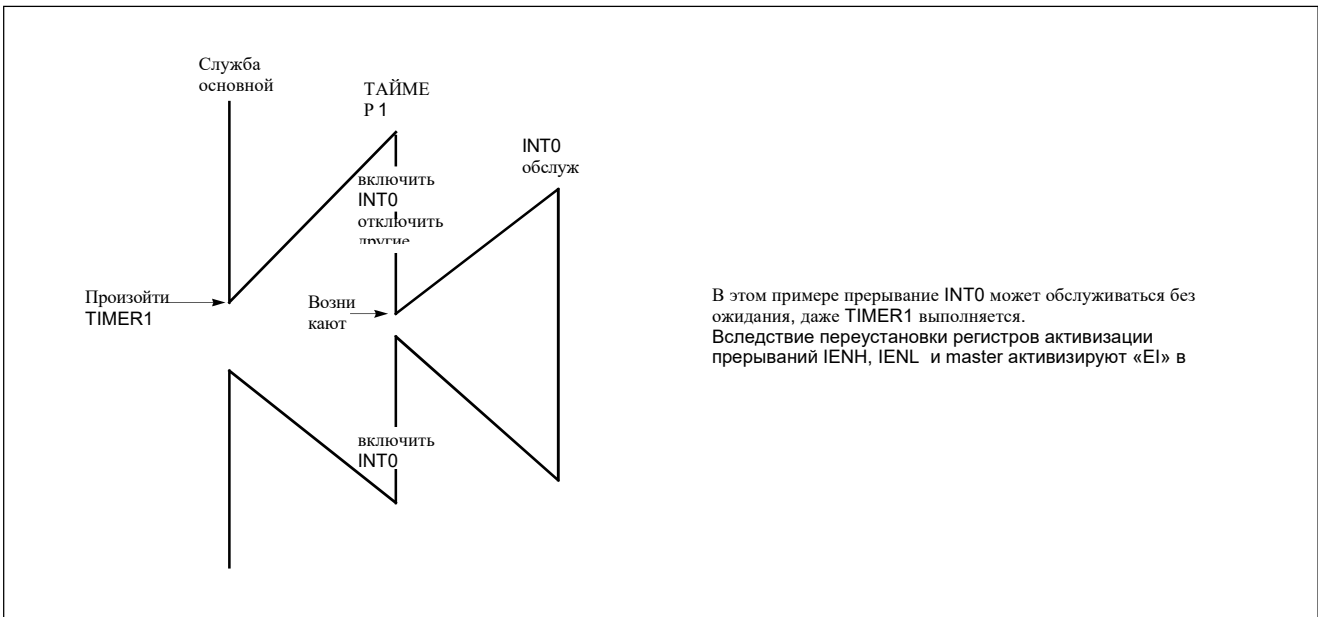 Служба
основной
ТАЙМЕ
Р 1
INT0
обслуж
включить
INT0
отключить
другие
Произойти
TIMER1
Возни
кают
В этом примере прерывание INT0 может обслуживаться без
ожидания, даже TIMER1 выполняется.
Вследствие переустановки регистров активизации
прерываний IENH, IENL и master активизируют «EI» в
включить
INT0